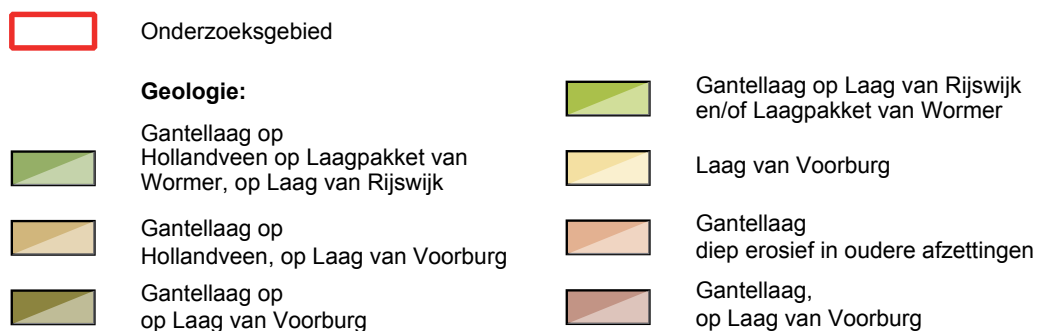 Onderzoeksgebied
Geologie:
Gantellaag op
Hollandveen op Laagpakket van
Wormer, op Laag van Rijswijk
Gantellaag op
Hollandveen, op Laag van Voorburg
Gantellaag op
op Laag van Voorburg
Gantellaag op Laag van Rijswijk
en/of Laagpakket van Wormer
Laag van Voorburg
Gantellaag
diep erosief in oudere afzettingen
Gantellaag,
op Laag van Voorburg